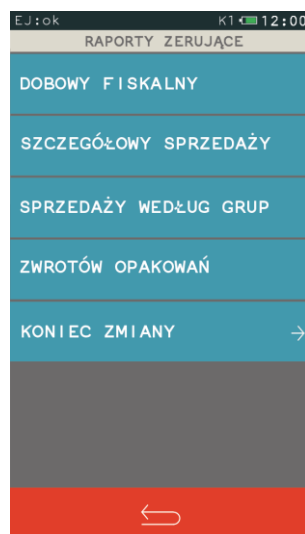 EJ:ok K1 12:00
RAPORTY ZERUJĄCE
DOBOWY FISKALNY
SZCZEGÓŁOWY SPRZEDAŻY
SPRZEDAŻY WEDŁUG GRUP
ZWROTÓW OPAKOWAŃ
KONIEC ZMIANY